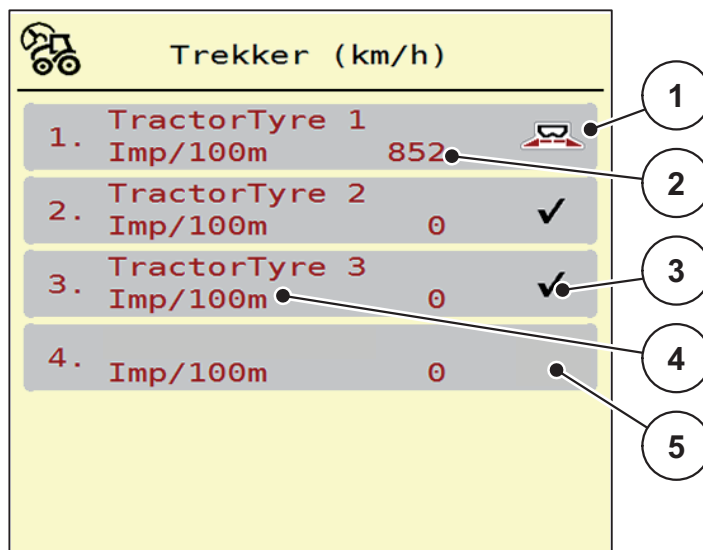 Trekker (km/h)
1. TractorTyre 1
Imp/100m 852
2. TractorTyre 2
Imp/100m 0
3. TractorTyre 3
Imp/100m 0
4.
Imp/100m 0
1
2
3
4
5